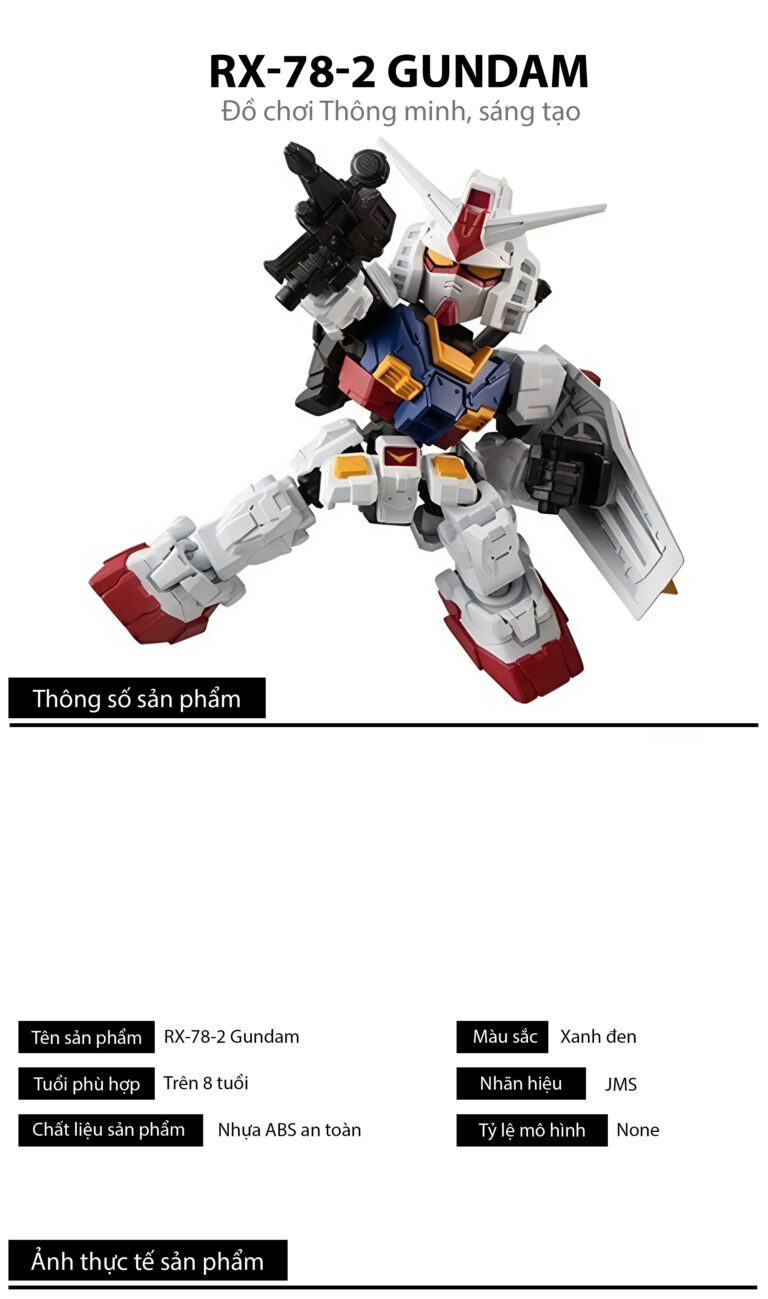 RX-78-2 GUNDAM
Đồ chơi Thông minh, sáng tạo
Thông số sản phẩm
Tên sản phẩm RX-78-2 Gundam
Màu sắc Xanh đen
Tuổi phù hợp Trên 8 tuổi
Nhãn hiệu JMS
Chất liệu sản phẩm Nhựa ABS an toàn
Tỷ lệ mô hình None
Ảnh thực tế sản phẩm